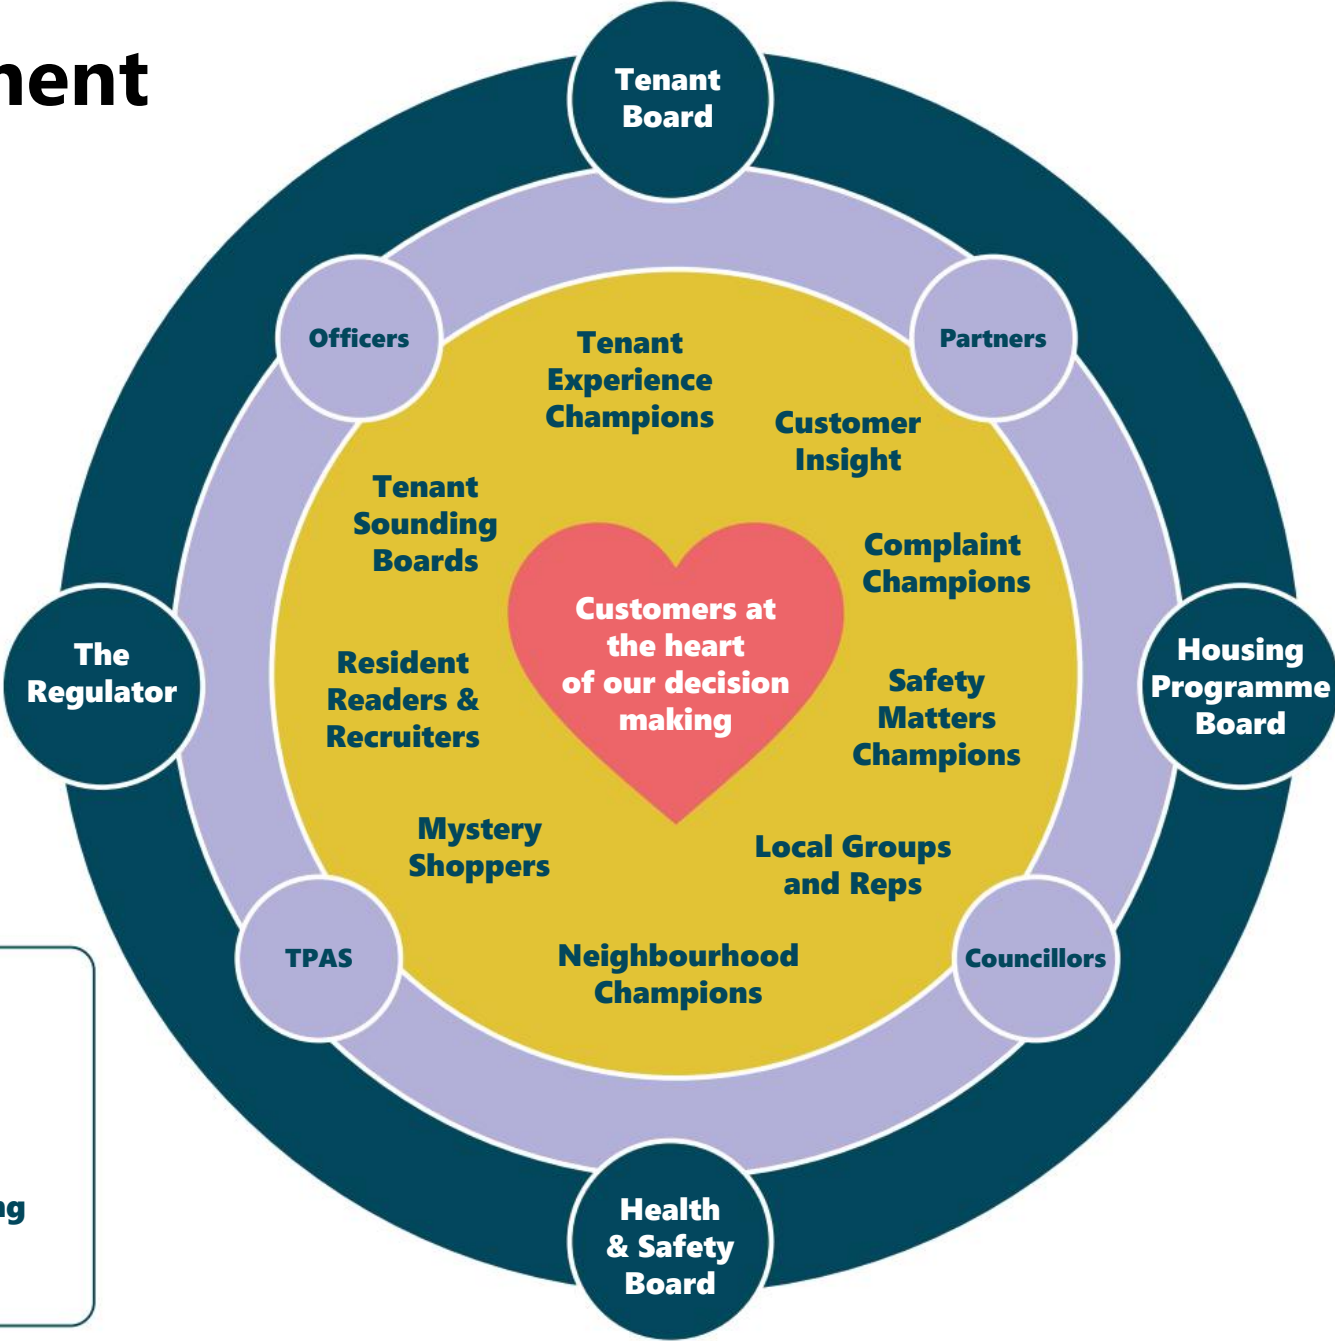 ment
Tenant
Board
Officers
Partners
Tenant
Experience
Champions
Customer
Insight
Tenant
Sounding
Boards
Complaint
Champions
Customers at
the heart
of our decision
making
The
Regulator
Housing
Programme
Board
Resident
Readers &
Recruiters
Safety
Matters
Champions
Mystery
Shoppers
Local Groups
and Reps
TPAS
Neighbourhood
Champions
Councillors
ng
Health
& Safety
Board